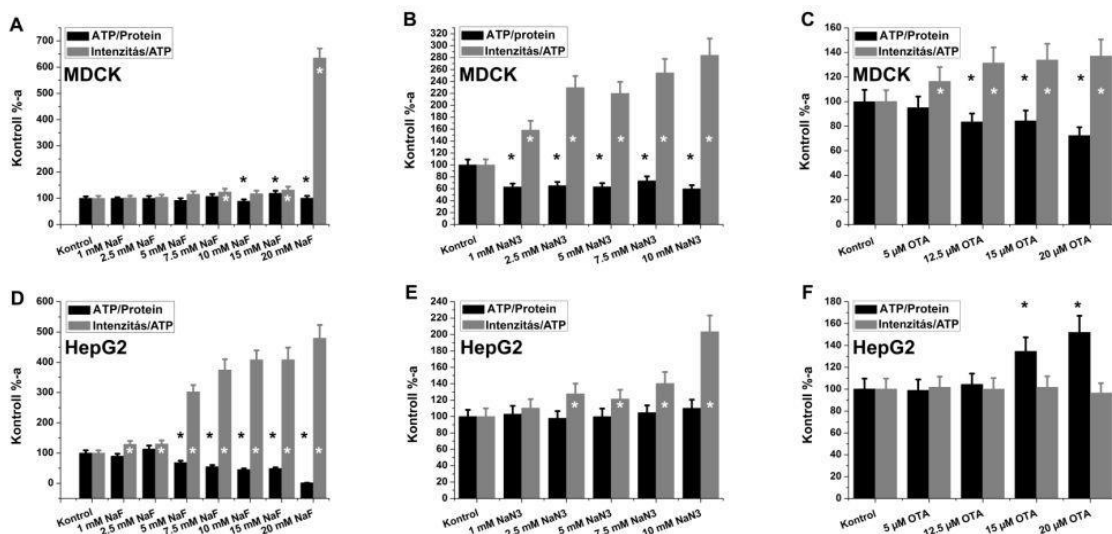 A
ATP/Protein
Intenzitás/ATP
MDCK
Kontroll %-a
700
600
500
400
300
200
100
0
Kontrol
1 mM NaF
2.5 mM NaF
5 mM NaF
7.5 mM NaF
10 mM NaF
15 mM NaF
20 mM NaF
B
ATP/protein
Intenzitás/ATP
MDCK
Kontroll %-a
320
300
280
260
240
220
200
180
160
140
120
100
80
60
40
20
0
Kontrol
1 mM NaN3
2.5 mM NaN3
5 mM NaN3
7.5 mM NaN3
10 mM NaN3
C
ATP/Protein
Intenzitás/ATP
MDCK
Kontroll %-a
160
140
120
100
80
60
40
20
0
Kontrol
5 µM OTA
12.5 µM OTA
15 µM OTA
20 µM OTA
D
ATP/Protein
Intenzitás/ATP
HepG2
Kontroll %-a
600
500
400
300
200
100
0
Kontrol
1 mM NaF
2.5 mM NaF
5 mM NaF
7.5 mM NaF
10 mM NaF
15 mM NaF
20 mM NaF
E
ATP/Protein
Intenzitás/ATP
HepG2
Kontroll %-a
240
220
200
180
160
140
120
100
80
60
40
20
0
Kontrol
1 mM NaN3
2.5 mM NaN3
5 mM NaN3
7.5 mM NaN3
10 mM NaN3
F
ATP/Protein
Intenzitás/ATP
HepG2
Kontroll %-a
180
160
140
120
100
80
60
40
20
0
Kontrol
5 µM OTA
12.5 µM OTA
15 µM OTA
20 µM OTA